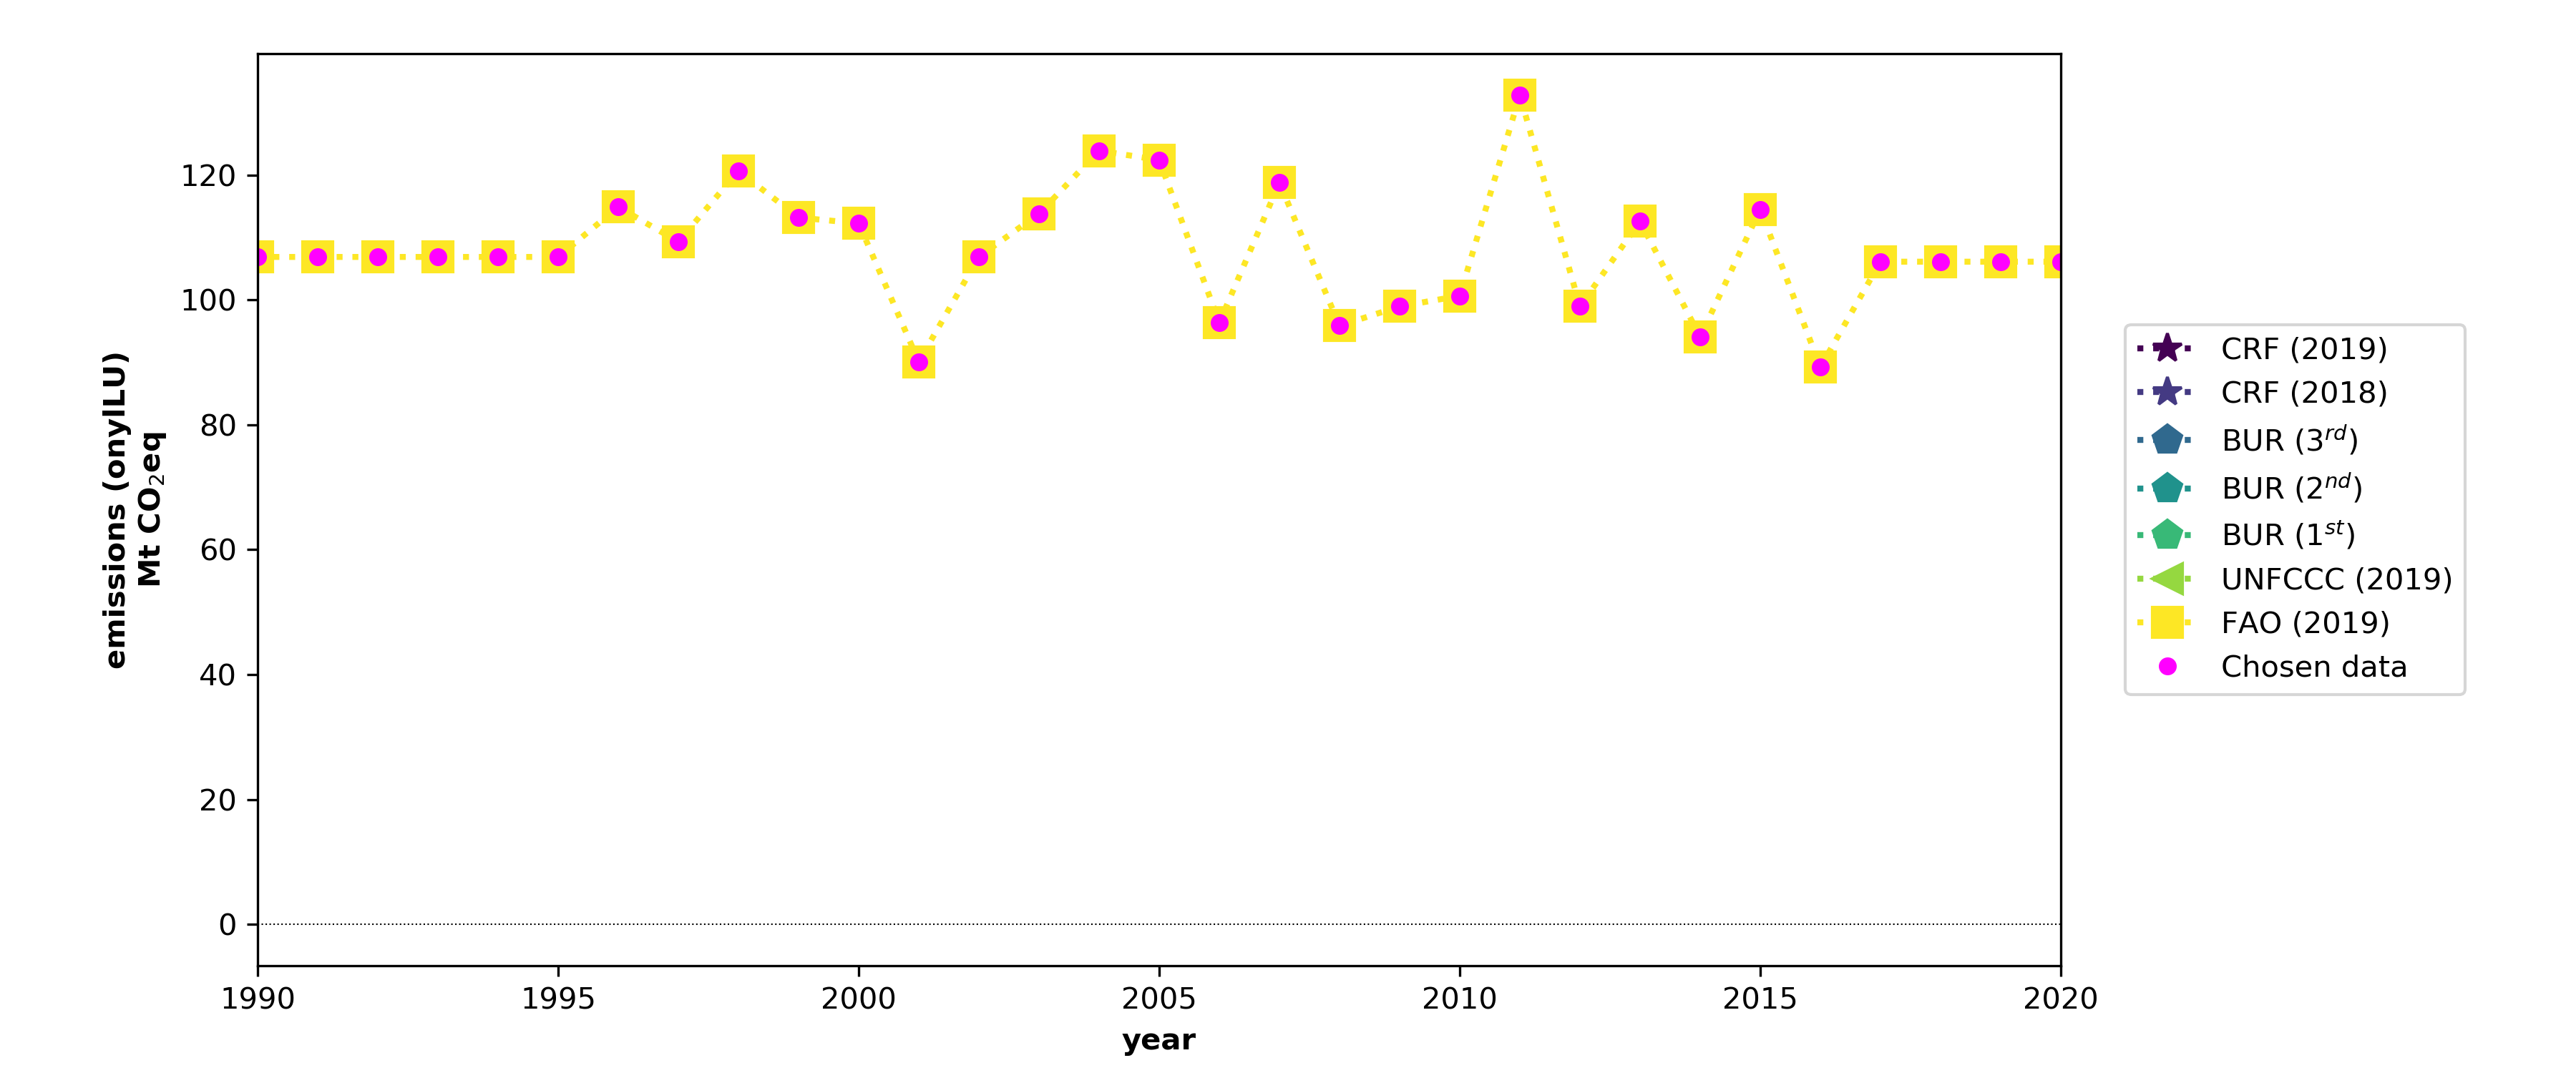 emissions (onylLU)
Mt CO₂eq
120
100
80
60
40
20
0
1990 1995 2000 2005 2010 2015 2020
year
CRF (2019)
CRF (2018)
BUR (3ʳᵈ)
BUR (2ⁿᵈ)
BUR (1ˢᵗ)
UNFCCC (2019)
FAO (2019)
Chosen data